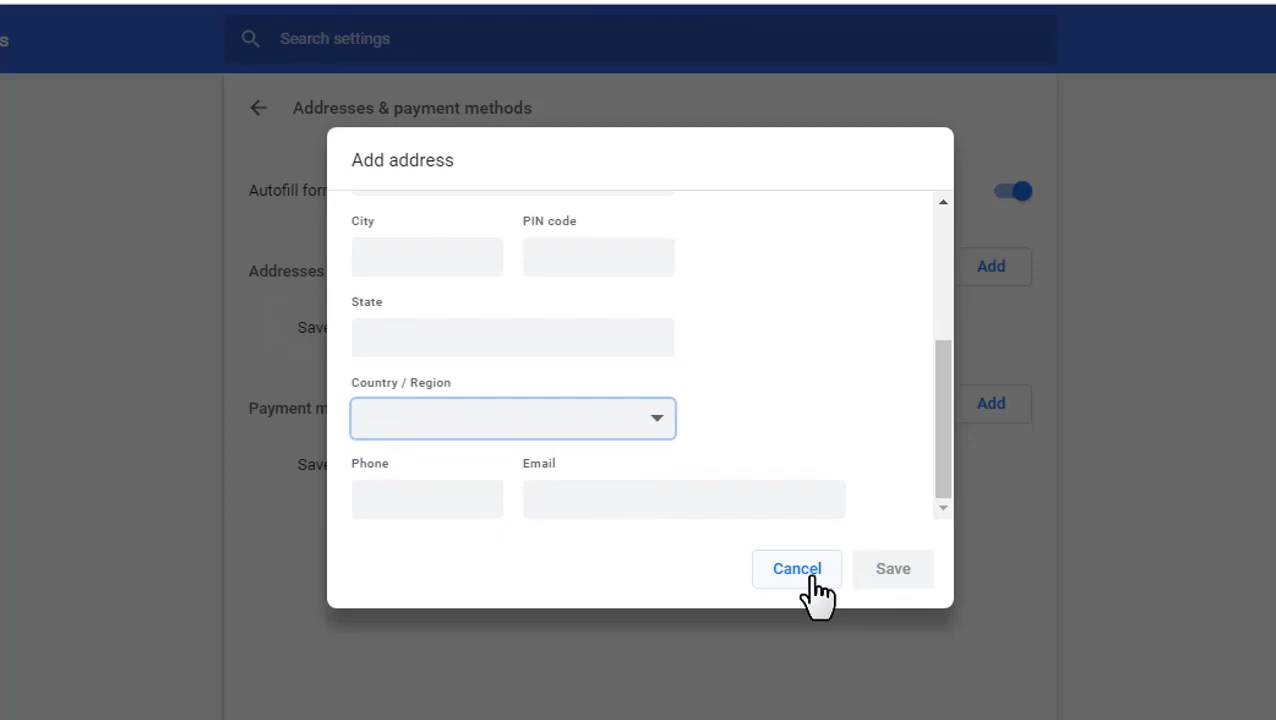 s
Search settings
Addresses & payment methods
Add address
Autofill for
City PIN code
Addresses
Add
State
Save
Country / Region
Payment m
Add
Phone Email
Save
Cancel Save